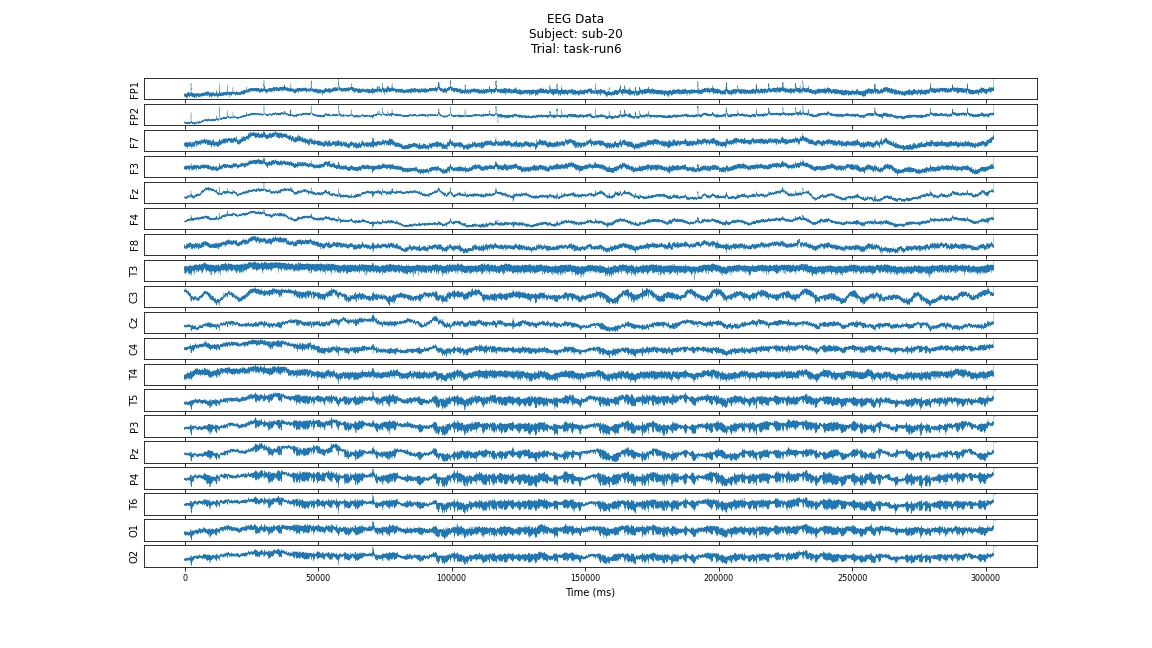 EEG Data
Subject: sub-20
Trial: task-run6
FP1
FP2
F7
F3
Fz
F4
F8
T3
C3
Cz
C4
T4
T5
P3
Pz
P4
T6
O1
O2
0 50000 100000 150000 200000 250000 300000
Time (ms)